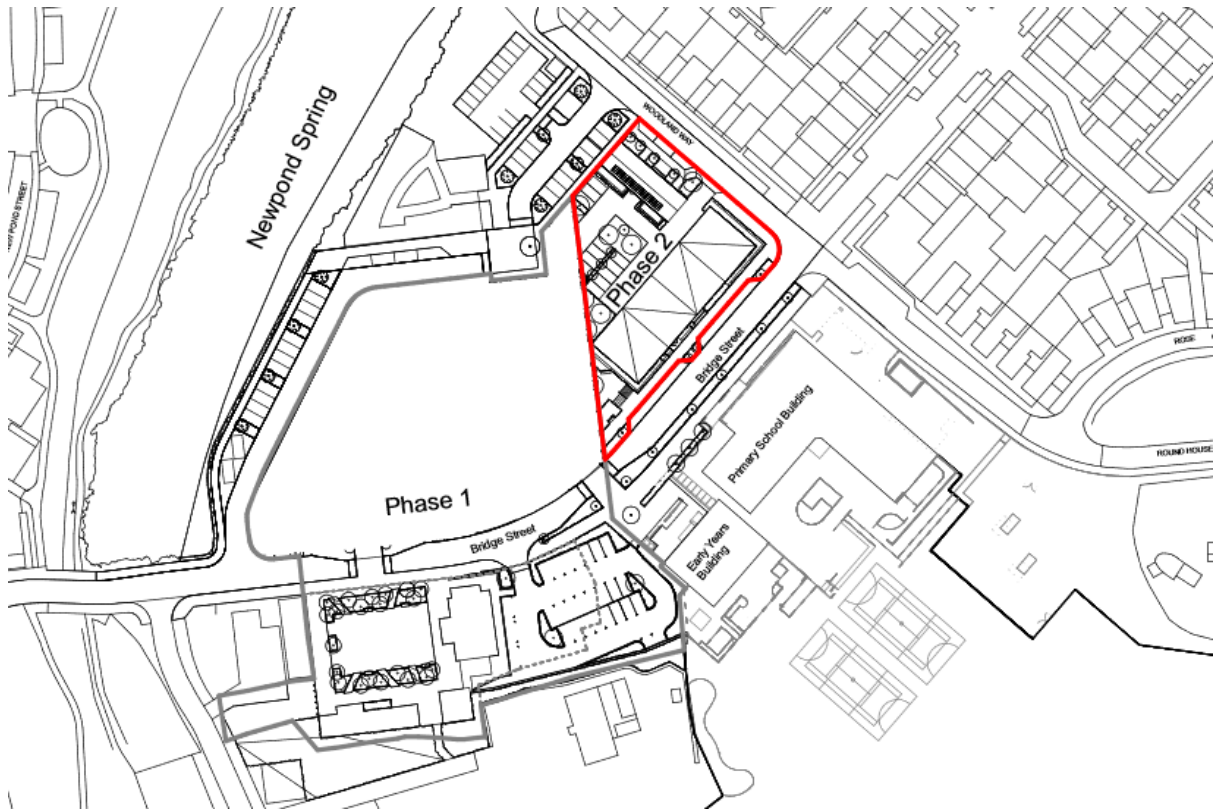 WOODLAND WAY
Newpond Spring
Phase 2
Bridge Street
Primary School Building
ROSE
ROUND HOUSE
Phase 1
Bridge Street
Early Years
Building
POND STREET